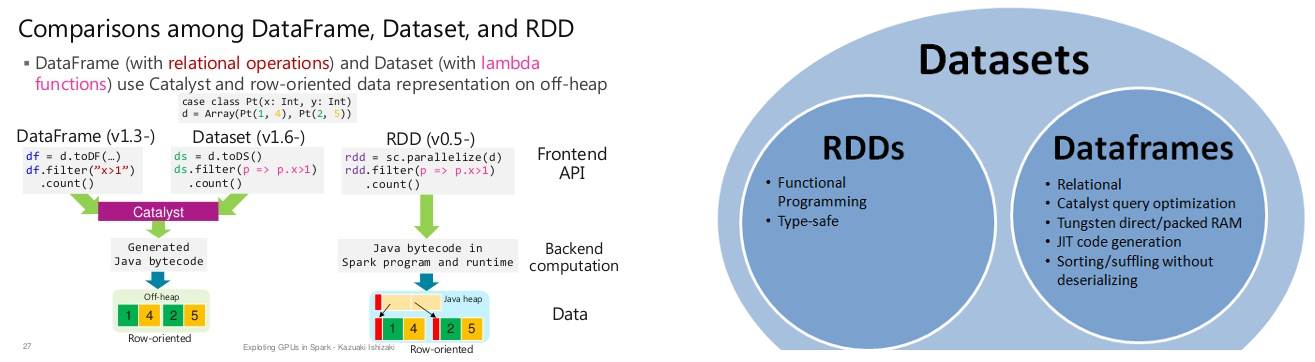 Comparisons among DataFrame, Dataset, and RDD
▪ DataFrame (with relational operations) and Dataset (with lambda
functions) use Catalyst and row-oriented data representation on off-heap
case class Pt(x: Int, y: Int)
d = Array(Pt(1, 4), Pt(2, 5))
DataFrame (v1.3-)
df = d.toDF(…)
df.filter("x>1")
.count()
Dataset (v1.6-)
ds = d.toDS()
ds.filter(p => p.x>1)
.count()
RDD (v0.5-)
rdd = sc.parallelize(d)
rdd.filter(p => p.x>1)
.count()
Frontend
API
Catalyst
Generated
Java bytecode
Java bytecode in
Spark program and runtime
Backend
computation
Off-heap
1 4 2 5
Row-oriented
Java heap
1 4 2 5
Row-oriented
Data
27
Exploting GPUs in Spark - Kazuaki Ishizaki
Datasets
RDDs
• Functional
Programming
• Type-safe
Dataframes
• Relational
• Catalyst query optimization
• Tungsten direct/packed RAM
• JIT code generation
• Sorting/suffling without
deserializing